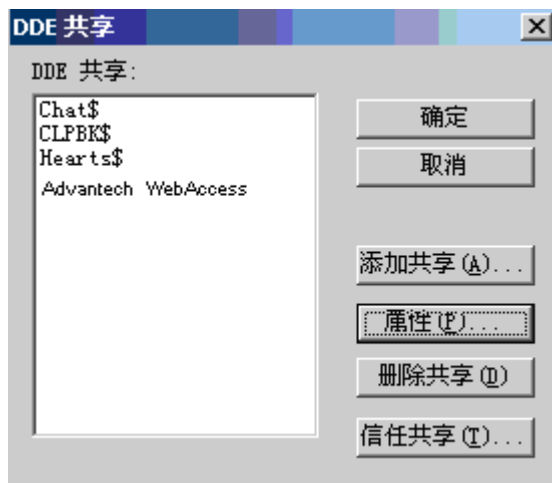 DDE 共享
DDE 共享:
Chat$
CLPBK$
Hearts$
Advantech WebAccess
确定
取消
添加共享(A)...
属性(P)...
删除共享(D)
信任共享(T)...